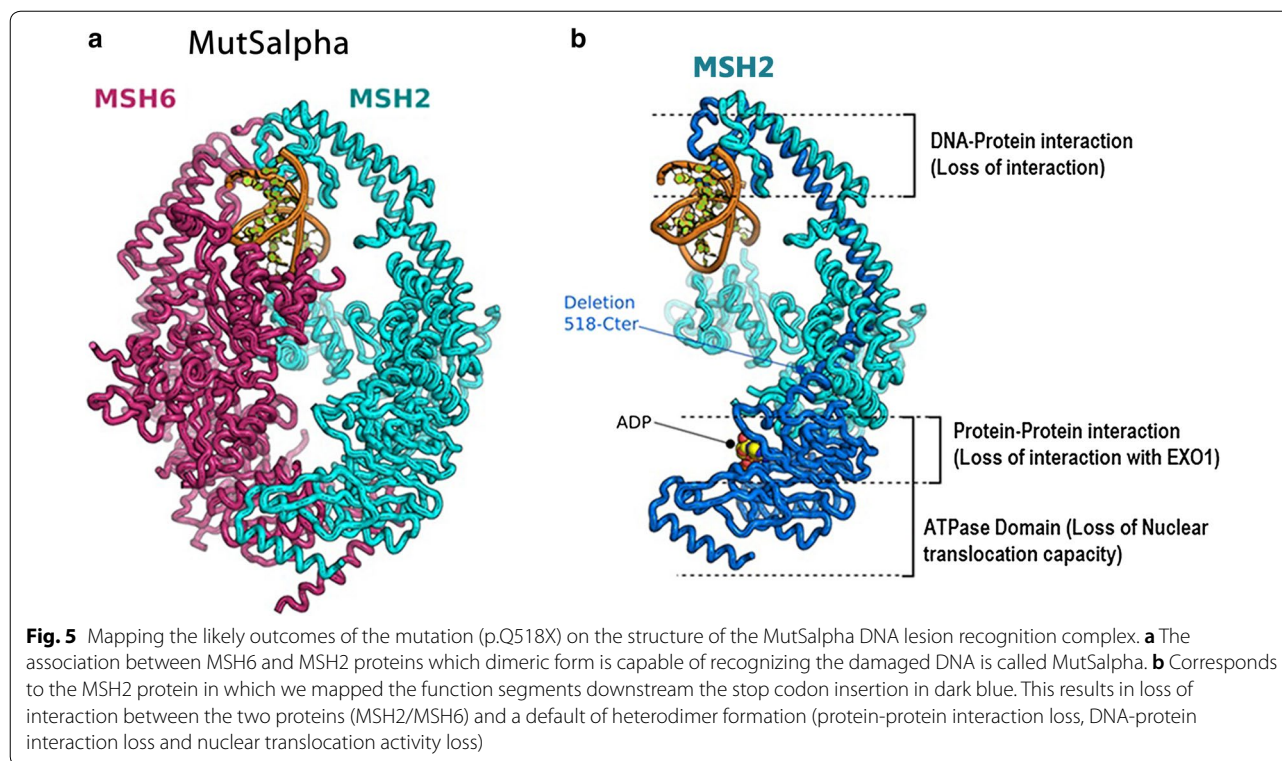 a
MutSalpha
MSH6
MSH2
b
MSH2
DNA-Protein interaction
(Loss of interaction)
Deletion
518-Cter
ADP
Protein-Protein interaction
(Loss of interaction with EXO1)
ATPase Domain (Loss of Nuclear
translocation capacity)
Fig. 5 Mapping the likely outcomes of the mutation (p.Q518X) on the structure of the MutSalpha DNA lesion recognition complex. a The
association between MSH6 and MSH2 proteins which dimeric form is capable of recognizing the damaged DNA is called MutSalpha. b Corresponds
to the MSH2 protein in which we mapped the function segments downstream the stop codon insertion in dark blue. This results in loss of
interaction between the two proteins (MSH2/MSH6) and a default of heterodimer formation (protein-protein interaction loss, DNA-protein
interaction loss and nuclear translocation activity loss)